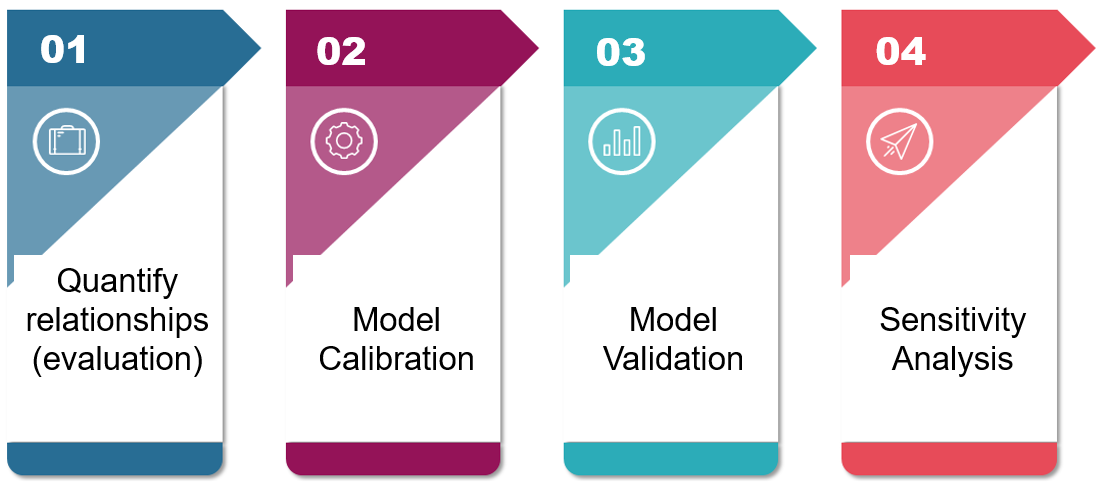 01
Quantify
relationships
(evaluation)
02
Model
Calibration
03
Model
Validation
04
Sensitivity
Analysis